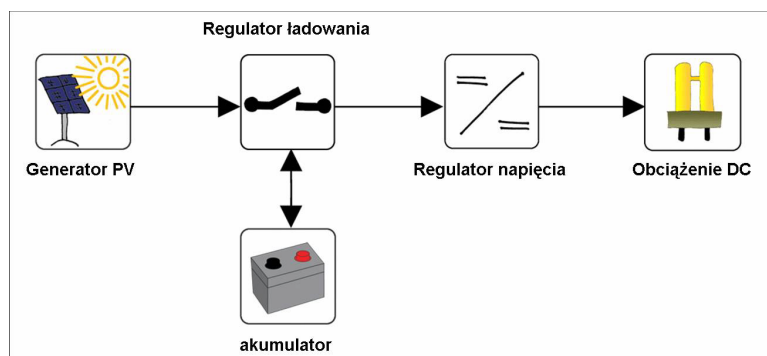 Regulator ładowania
Generator PV
Regulator napięcia
Obciążenie DC
akumulator